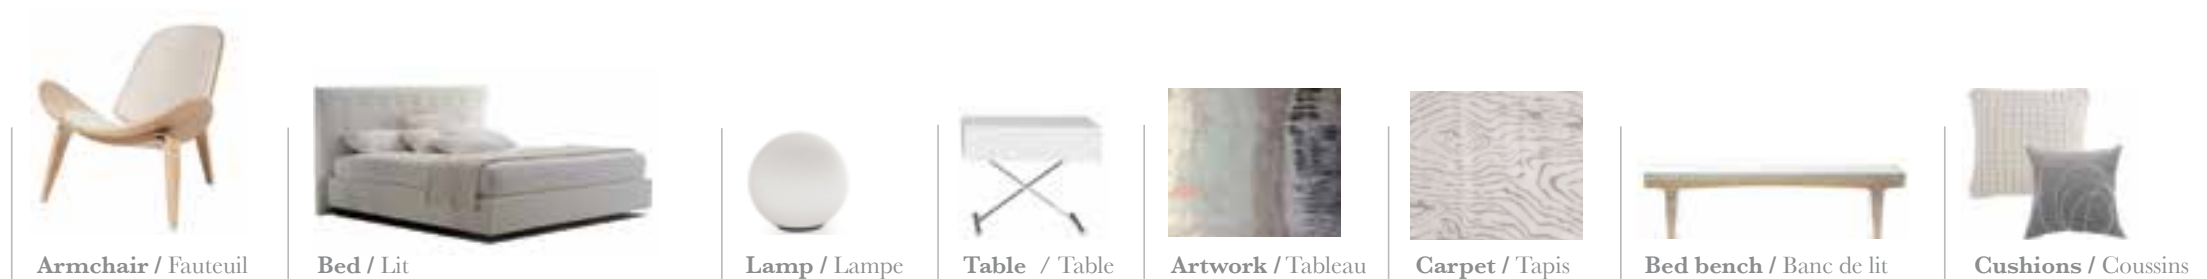 Armchair / Fauteuil
Bed / Lit
Lamp / Lampe
Table / Table
Artwork / Tableau
Carpet / Tapis
Bed bench / Banc de lit
Cushions / Coussins